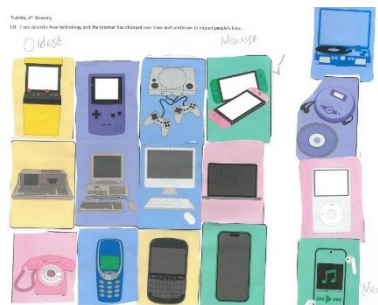 Tuesday, 6th January
LO: I can describe how technology and the internet has changed over time and continues to impact people's lives.
Oldest
Newest